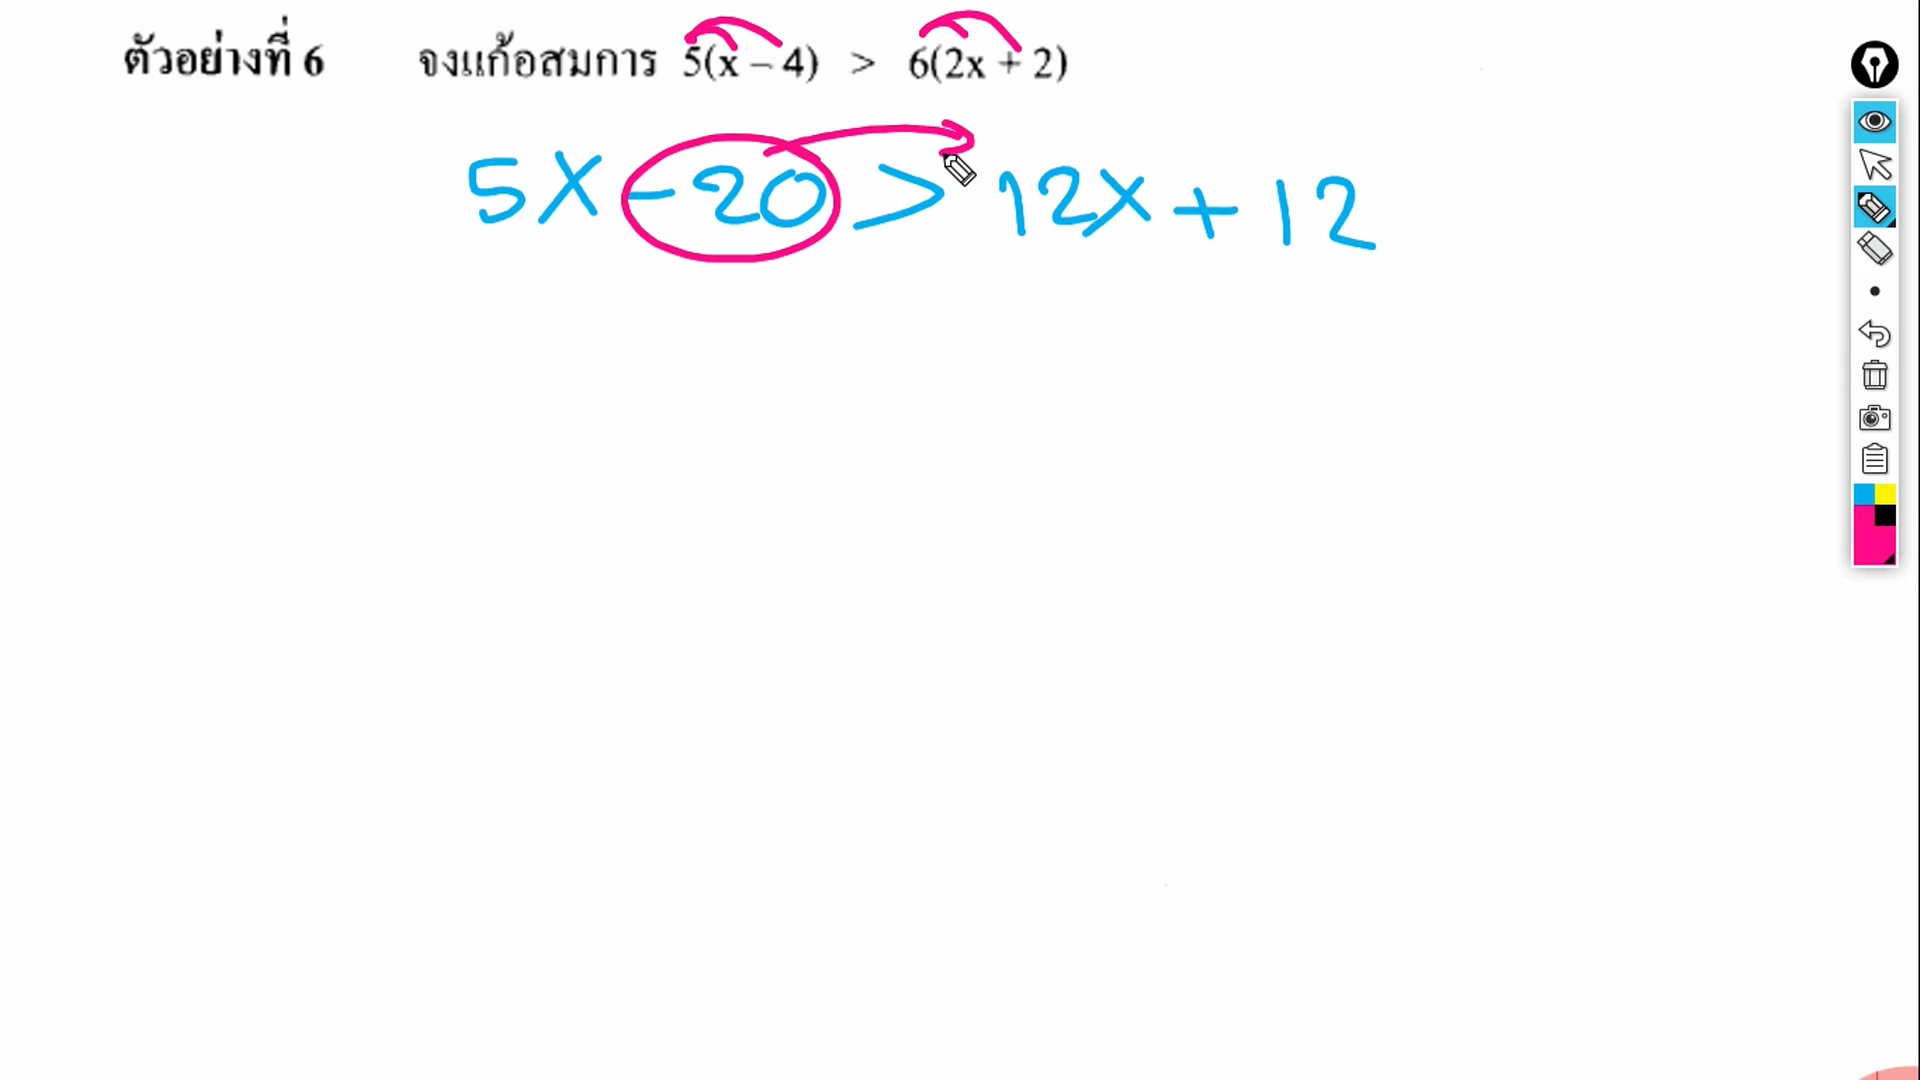 ตัวอย่างที่ 6 จงแก้อสมการ 5(x – 4) > 6(2x + 2)
5x -20 > 12x + 12